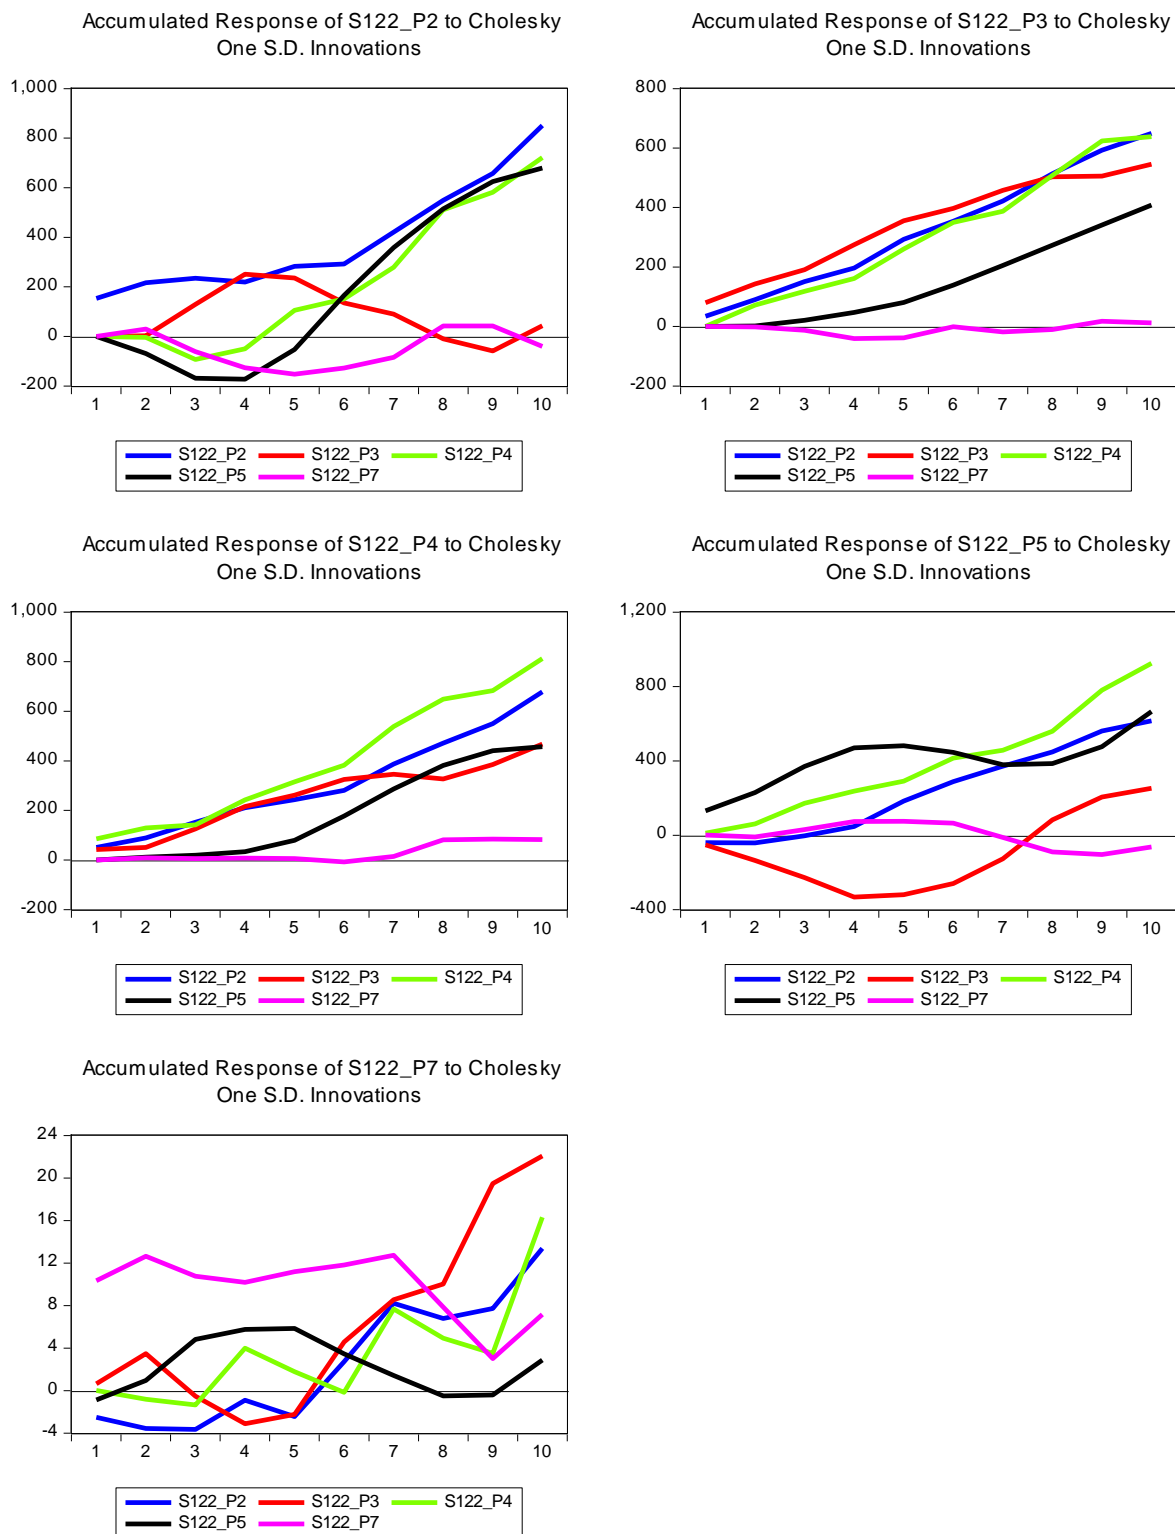 Accumulated Response of S122_P2 to Cholesky
One S.D. Innovations
1,000
800
600
400
200
0
-200
1 2 3 4 5 6 7 8 9 10
S122_P2 S122_P3 S122_P4
S122_P5 S122_P7
Accumulated Response of S122_P3 to Cholesky
One S.D. Innovations
800
600
400
200
0
-200
1 2 3 4 5 6 7 8 9 10
S122_P2 S122_P3 S122_P4
S122_P5 S122_P7
Accumulated Response of S122_P4 to Cholesky
One S.D. Innovations
1,000
800
600
400
200
0
-200
1 2 3 4 5 6 7 8 9 10
S122_P2 S122_P3 S122_P4
S122_P5 S122_P7
Accumulated Response of S122_P5 to Cholesky
One S.D. Innovations
1,200
800
400
0
-400
1 2 3 4 5 6 7 8 9 10
S122_P2 S122_P3 S122_P4
S122_P5 S122_P7
Accumulated Response of S122_P7 to Cholesky
One S.D. Innovations
24
20
16
12
8
4
0
-4
1 2 3 4 5 6 7 8 9 10
S122_P2 S122_P3 S122_P4
S122_P5 S122_P7